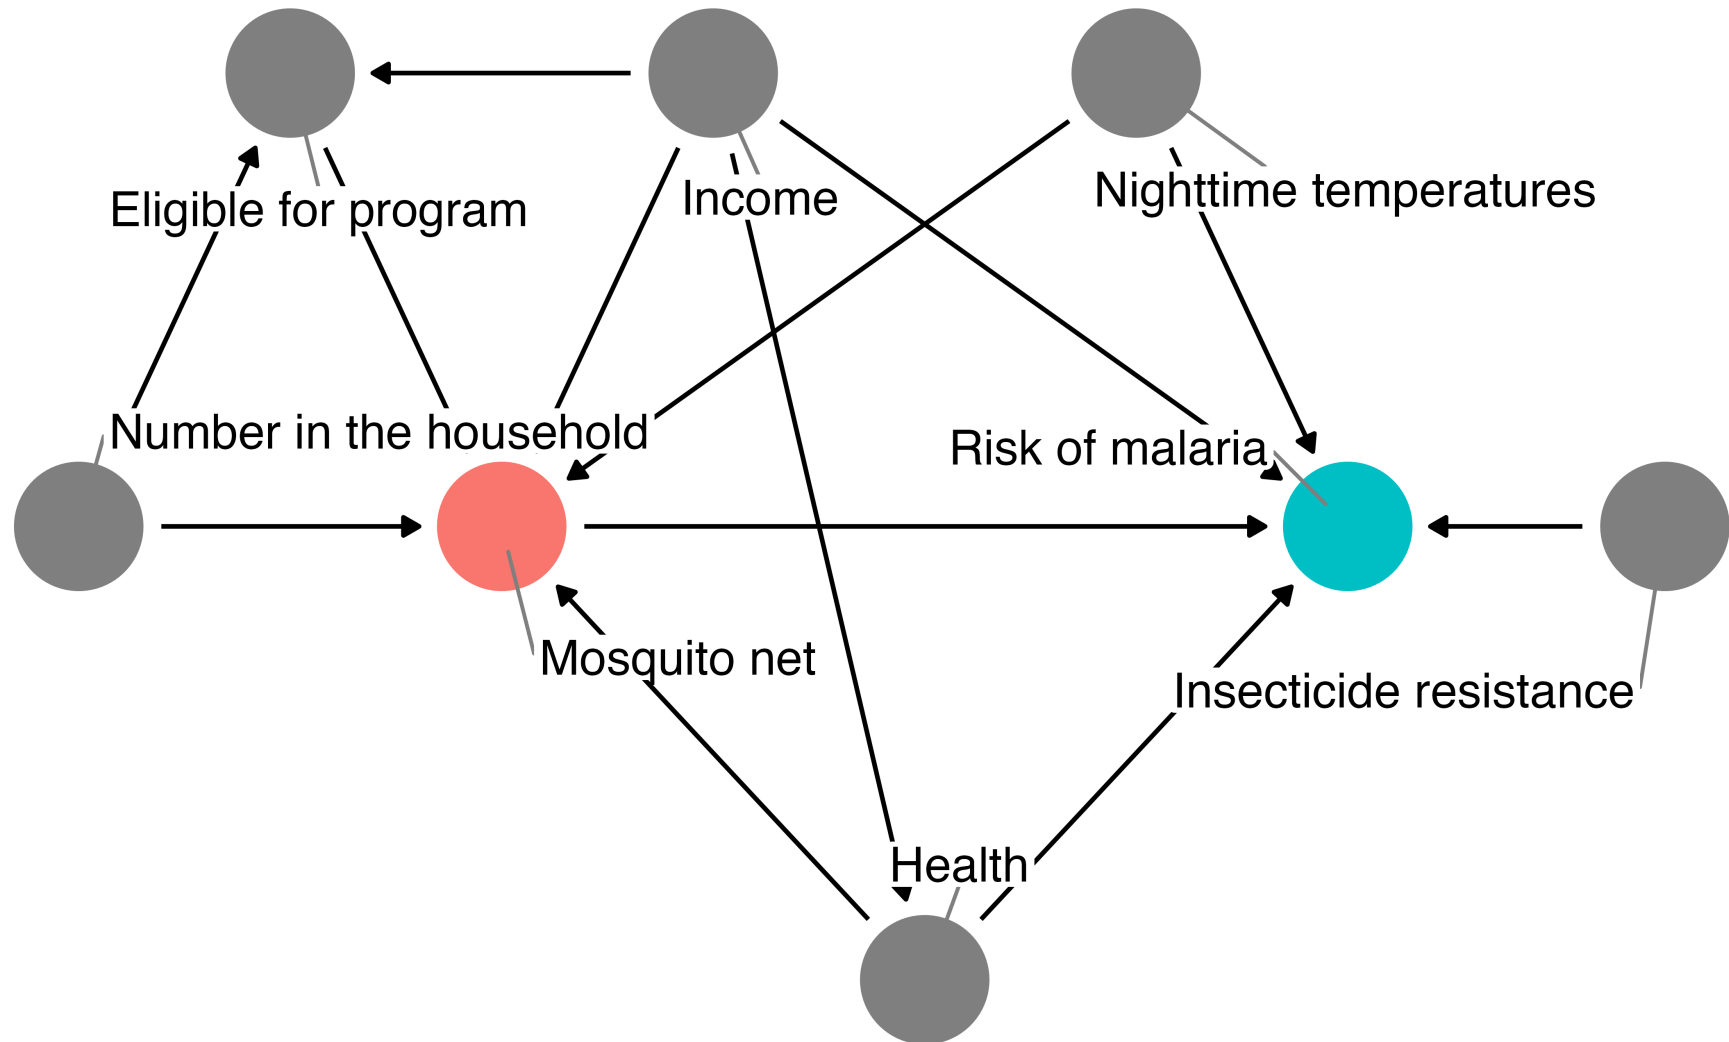 Income
Nighttime temperatures
Eligible for program
Number in the household
Risk of malaria
Mosquito net
Insecticide resistance
Health